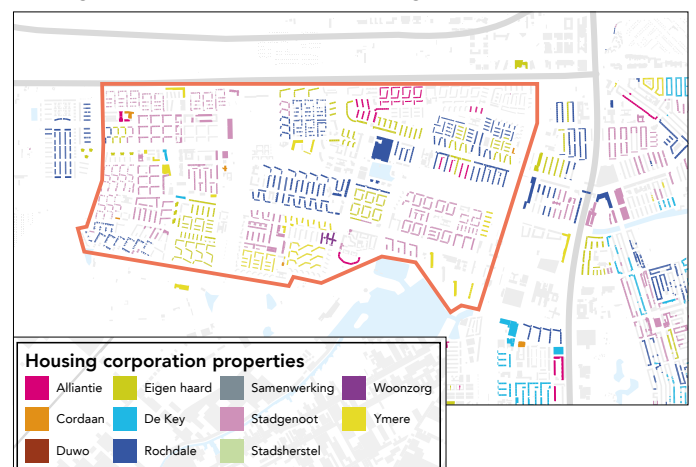 Housing corporation properties
Alliantie Eigen haard Samenwerking Woonzorg
Cordaan De Key Stadgenoot Ymere
Duwo Rochdale Stadsherstel